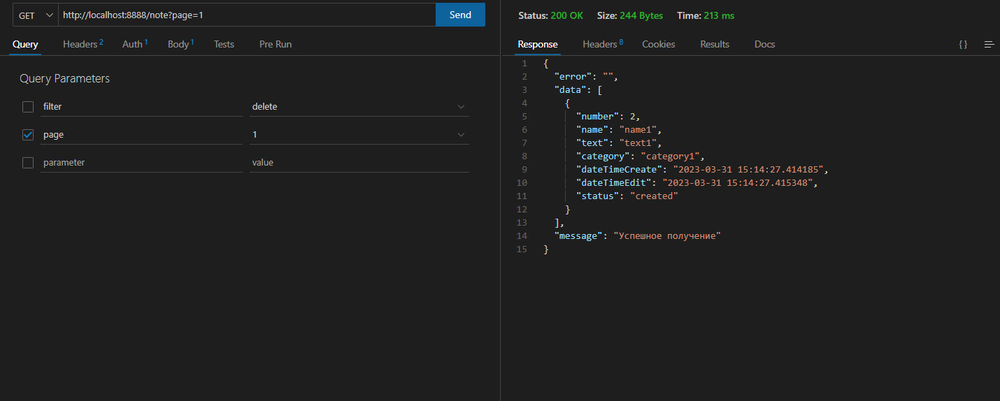 GET http://localhost:8888/note?page=1 Send
Query Headers 2 Auth 1 Body 1 Tests Pre Run
Query Parameters
filter delete
page 1
parameter value
Status: 200 OK Size: 244 Bytes Time: 213 ms
Response Headers 8 Cookies Results Docs { }
1 {
2 "error": "",
3 "data": [
4 {
5 "number": 2,
6 "name": "name1",
7 "text": "text1",
8 "category": "category1",
9 "dateTimeCreate": "2023-03-31 15:14:27.414185",
10 "dateTimeEdit": "2023-03-31 15:14:27.415348",
11 "status": "created"
12 }
13 ],
14 "message": "Успешное получение"
15 }